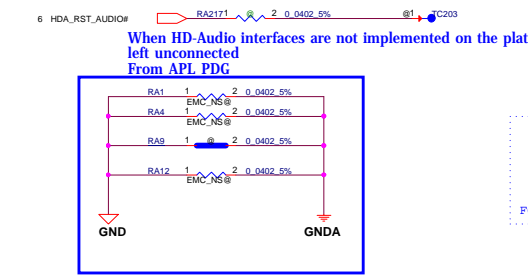 6 HDA_RST_AUDIO# RA2171 1 @ 2 0_0402_5% @1 TC203
When HD-Audio interfaces are not implemented on the plat
left unconnected
From APL PDG
RA1 1 2 0_0402_5%
EMC_NS@
RA4 1 2 0_0402_5%
EMC_NS@
RA9 1 @ 2 0_0402_5%
RA12 1 2 0_0402_5%
EMC_NS@
GND GNDA
F